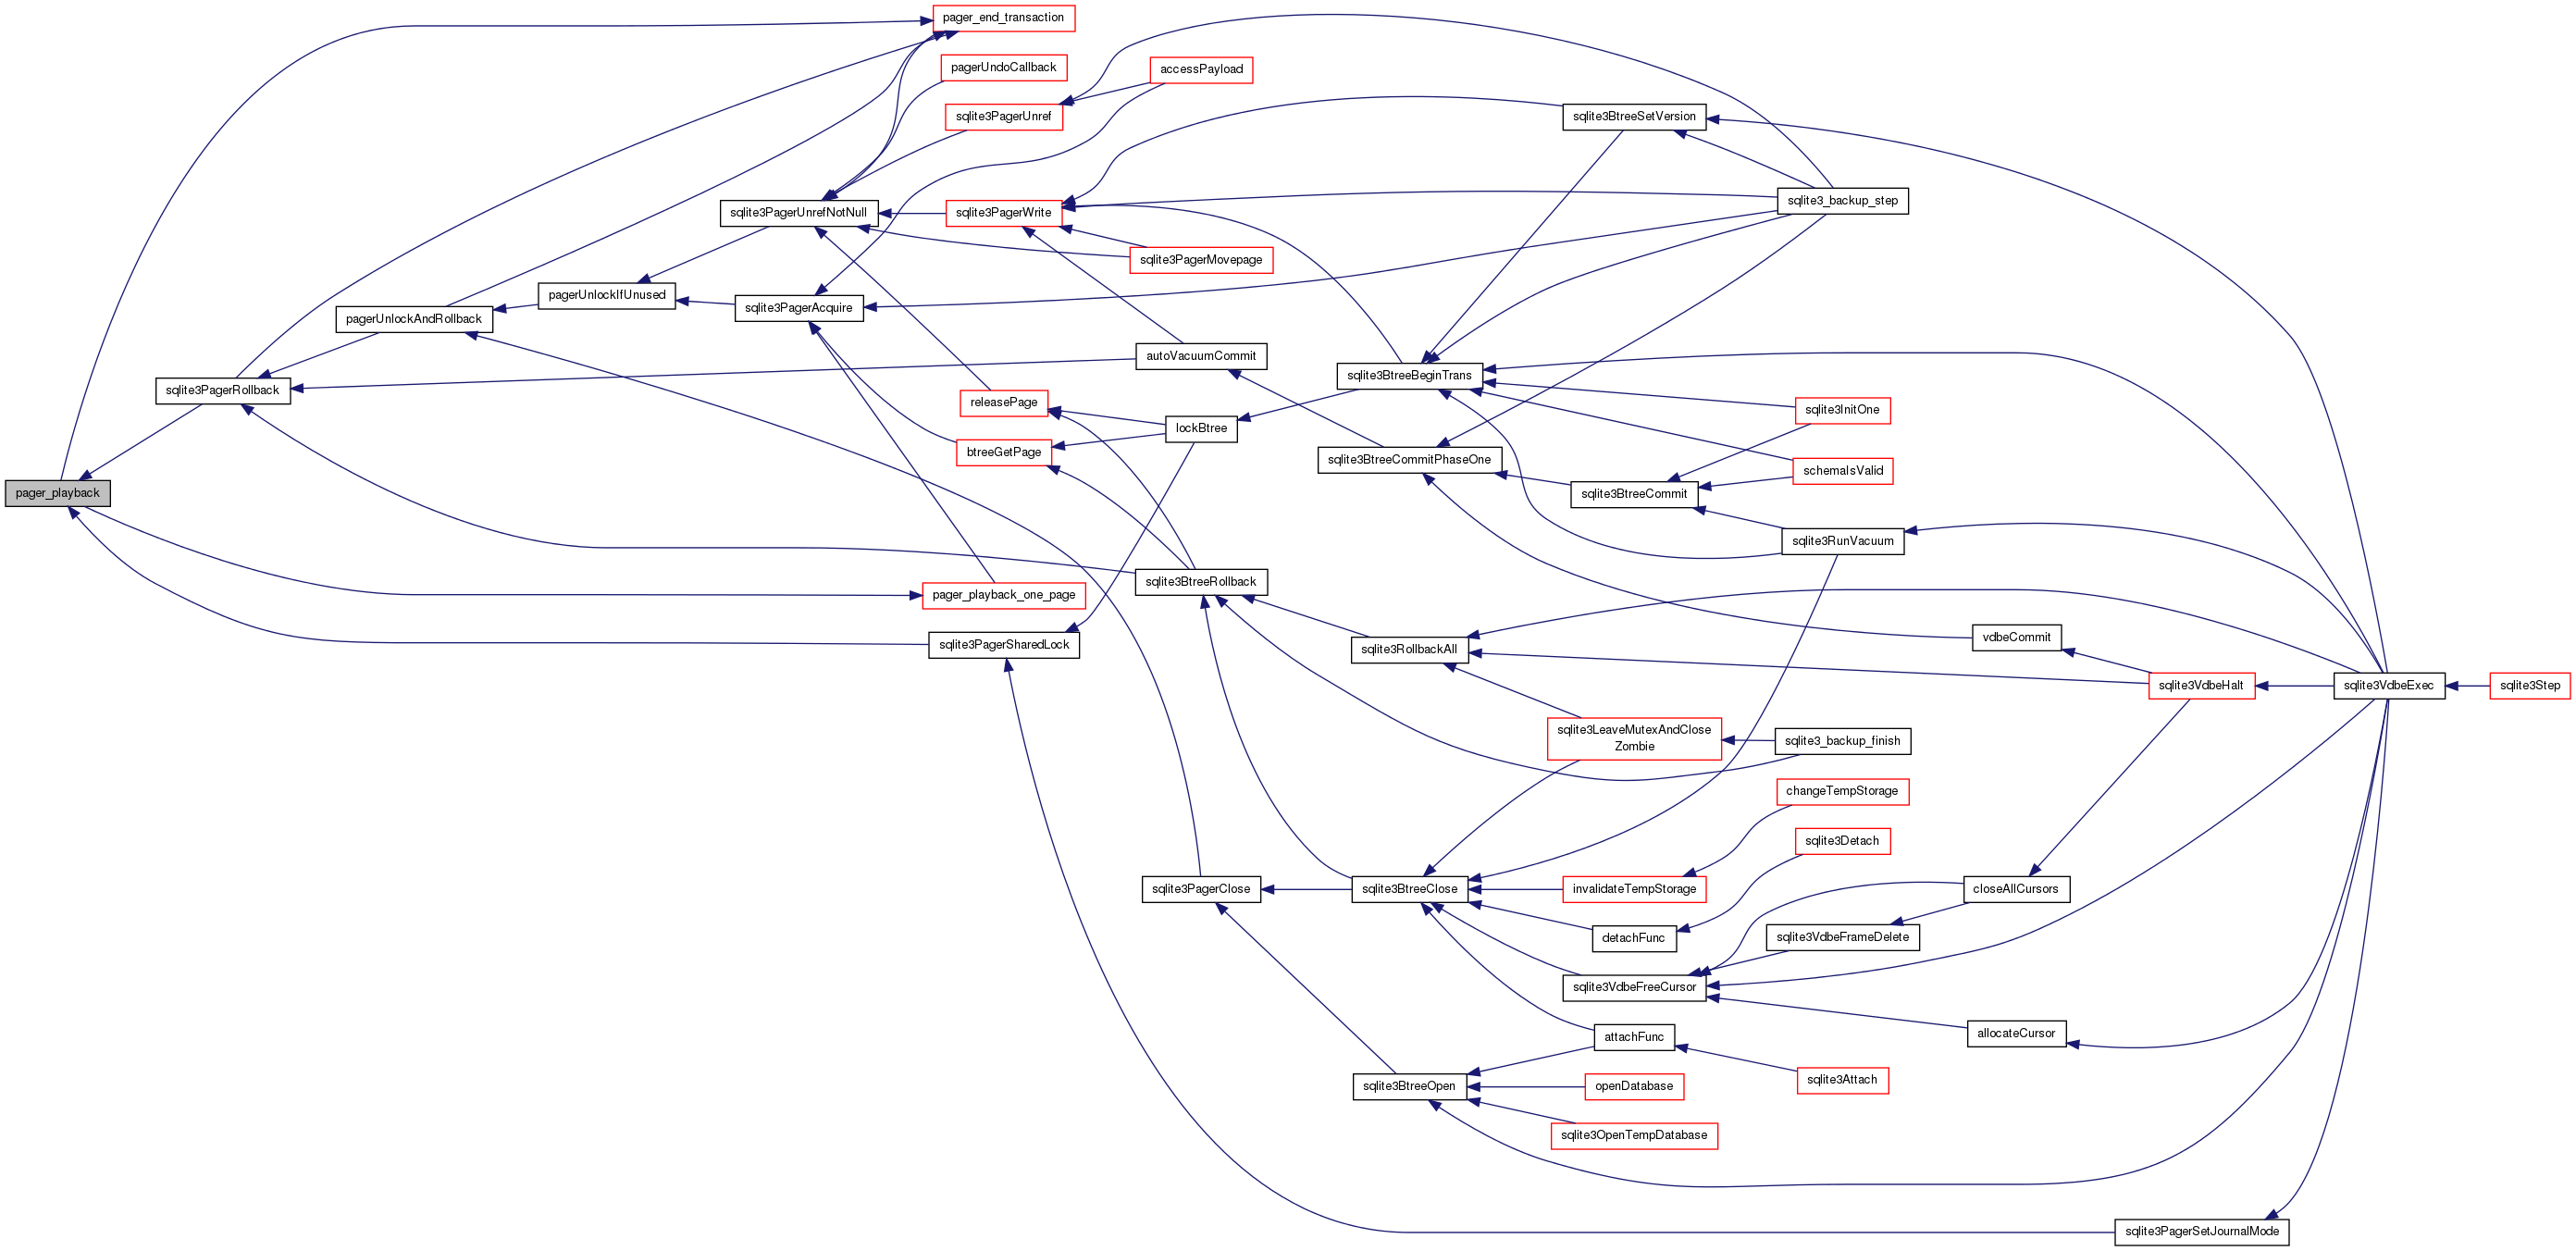 pager_end_transaction
pagerUndoCallback
accessPayload
sqlite3PagerUnref
sqlite3BtreeSetVersion
sqlite3PagerUnrefNotNull
sqlite3PagerWrite
sqlite3_backup_step
sqlite3PagerMovepage
pagerUnlockIfUnused
sqlite3PagerAcquire
pagerUnlockAndRollback
autoVacuumCommit
sqlite3BtreeBeginTrans
sqlite3PagerRollback
releasePage
sqlite3InitOne
lockBtree
btreeGetPage
sqlite3BtreeCommitPhaseOne
schemaIsValid
pager_playback
sqlite3BtreeCommit
sqlite3RunVacuum
sqlite3BtreeRollback
pager_playback_one_page
sqlite3PagerSharedLock
sqlite3RollbackAll
vdbeCommit
sqlite3VdbeHalt
sqlite3VdbeExec
sqlite3Step
sqlite3LeaveMutexAndClose
Zombie
sqlite3_backup_finish
changeTempStorage
sqlite3Detach
sqlite3PagerClose
sqlite3BtreeClose
invalidateTempStorage
closeAllCursors
detachFunc
sqlite3VdbeFrameDelete
sqlite3VdbeFreeCursor
attachFunc
allocateCursor
sqlite3BtreeOpen
openDatabase
sqlite3Attach
sqlite3OpenTempDatabase
sqlite3PagerSetJournalMode